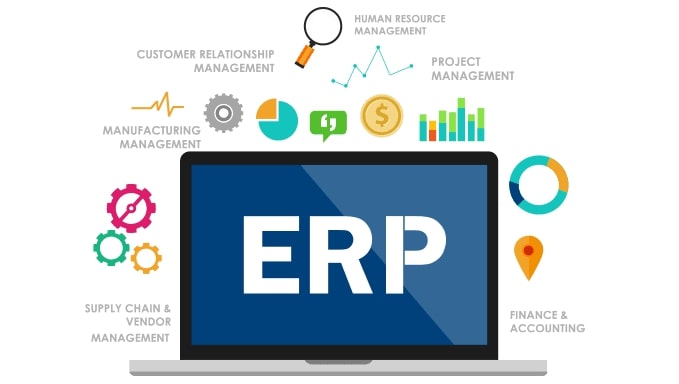 HUMAN RESOURCE
MANAGEMENT
CUSTOMER RELATIONSHIP
MANAGEMENT
PROJECT
MANAGEMENT
$
MANUFACTURING
MANAGEMENT
ERP
SUPPLY CHAIN &
VENDOR
MANAGEMENT
FINANCE &
ACCOUNTING